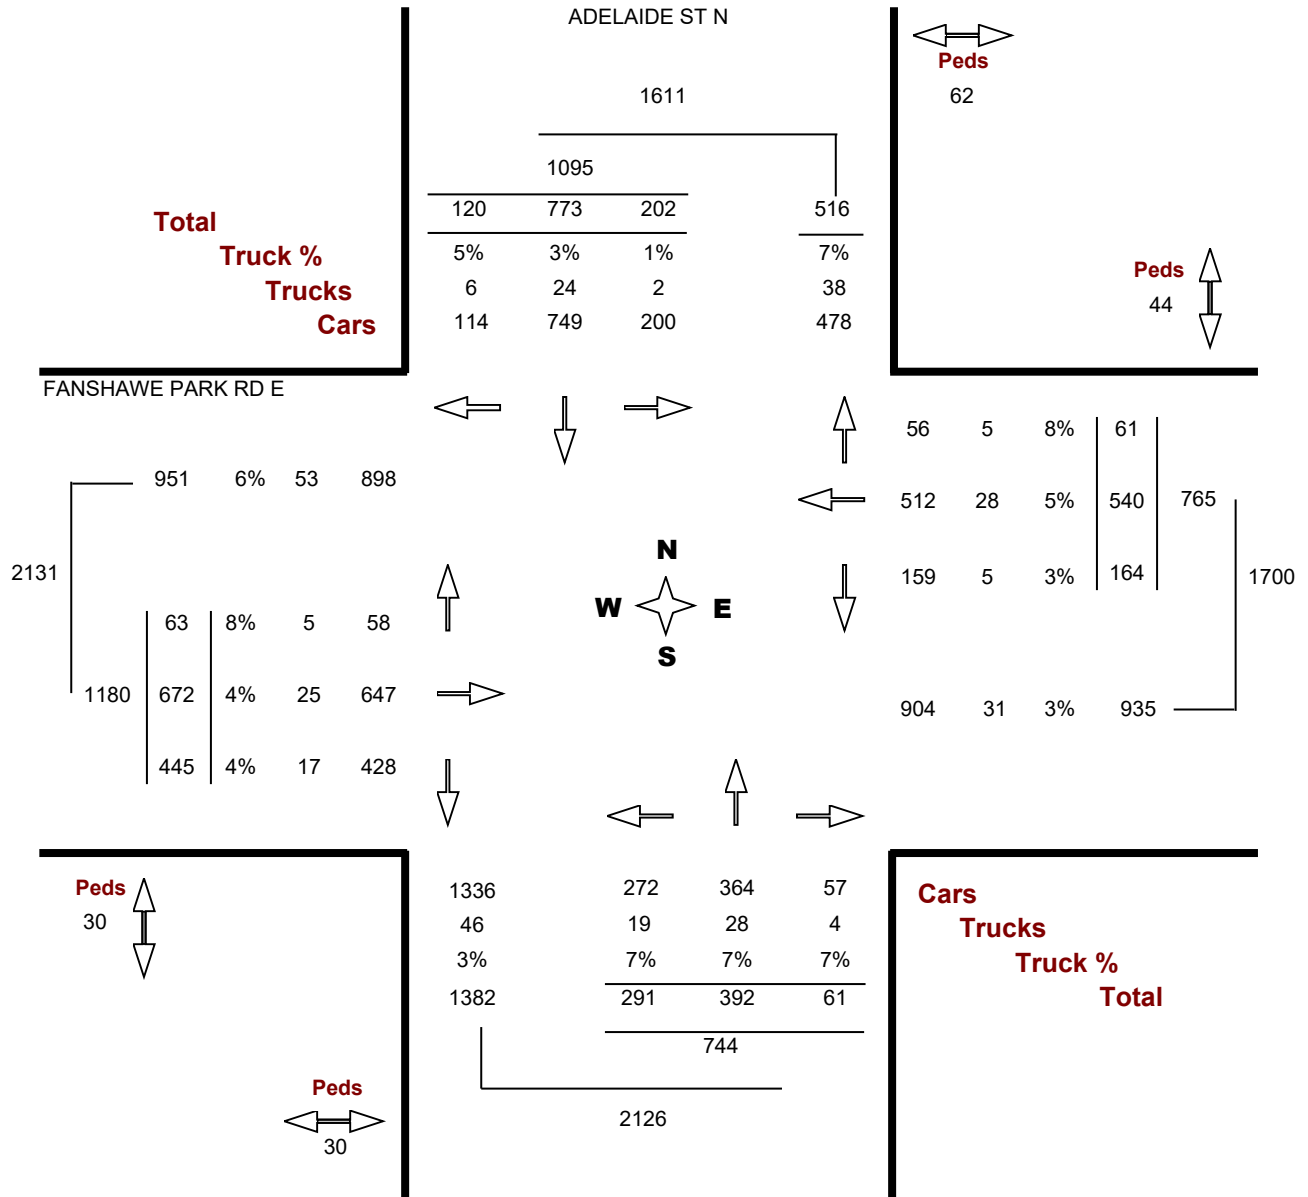 ADELAIDE ST N
Peds
62
1611
1095
120 773 202 516
Total
5% 3% 1% 7%
Truck %
6 24 2 38
Trucks
114 749 200 478
Cars
Peds
44
FANSHAWE PARK RD E
56 5 8% 61
951 6% 53 898
512 28 5% 540 765
N
2131
159 5 3% 164 1700
W E
63 8% 5 58
S
1180 672 4% 25 647
904 31 3% 935
445 4% 17 428
Peds
30
1336 272 364 57
Cars
46 19 28 4
Trucks
3% 7% 7% 7%
Truck %
1382 291 392 61
Total
744
Peds
2126
30